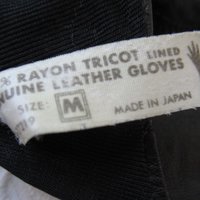 % RAYON TRICOT LINED
NUINE LEATHER GLOVES
SIZE: M MADE IN JAPAN